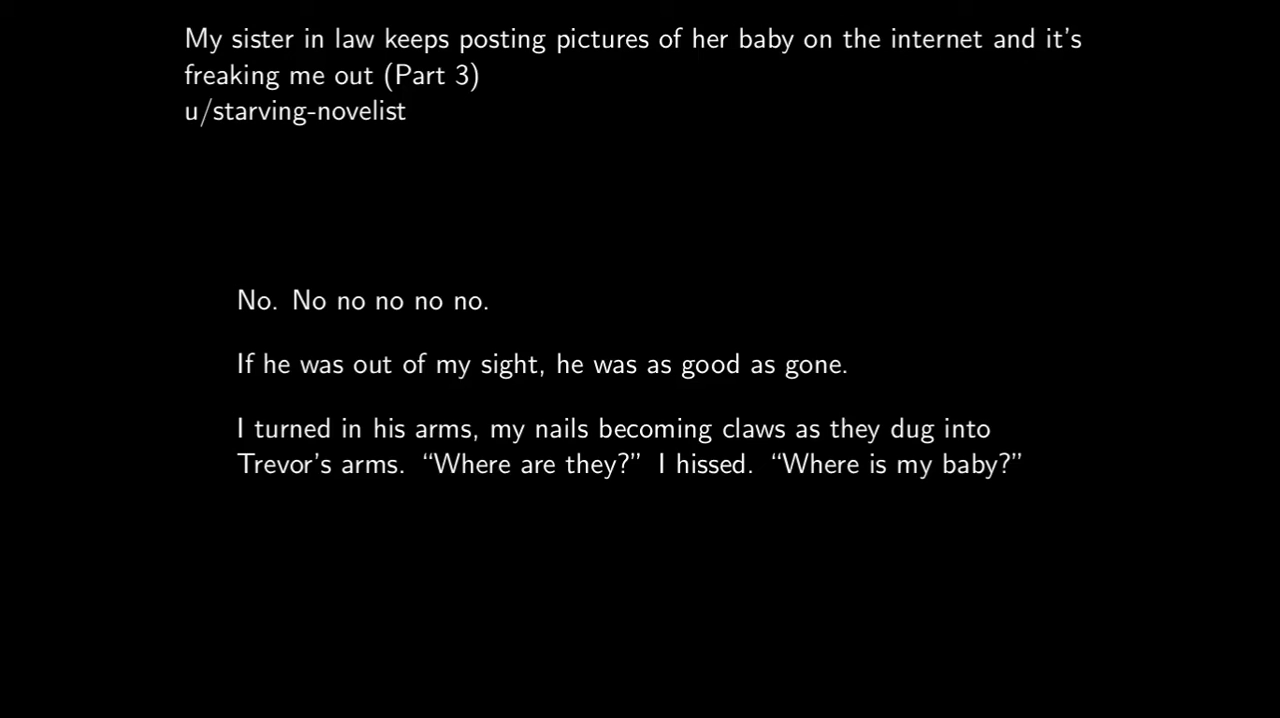 My sister in law keeps posting pictures of her baby on the internet and it's
freaking me out (Part 3)
u/starving-novelist
No. No no no no no.
If he was out of my sight, he was as good as gone.
I turned in his arms, my nails becoming claws as they dug into
Trevor's arms. “Where are they?” I hissed. “Where is my baby?”